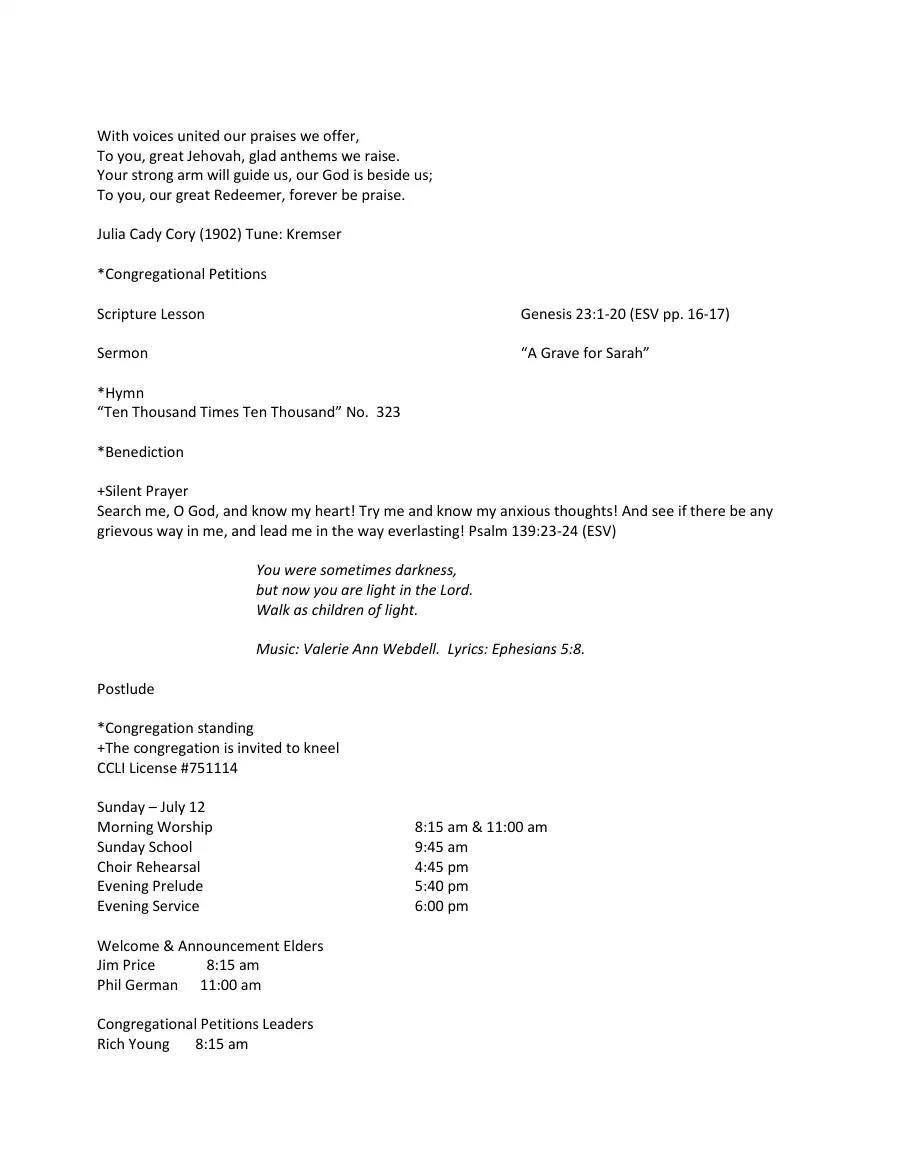 With voices united our praises we offer,
To you, great Jehovah, glad anthems we raise.
Your strong arm will guide us, our God is beside us;
To you, our great Redeemer, forever be praise.
Julia Cady Cory (1902) Tune: Kremser
*Congregational Petitions
Scripture Lesson Genesis 23:1-20 (ESV pp. 16-17)
Sermon “A Grave for Sarah”
*Hymn
“Ten Thousand Times Ten Thousand” No. 323
*Benediction
+Silent Prayer
Search me, O God, and know my heart! Try me and know my anxious thoughts! And see if there be any
grievous way in me, and lead me in the way everlasting! Psalm 139:23-24 (ESV)
You were sometimes darkness,
but now you are light in the Lord.
Walk as children of light.
Music: Valerie Ann Webdell. Lyrics: Ephesians 5:8.
Postlude
*Congregation standing
+The congregation is invited to kneel
CCLI License #751114
Sunday – July 12
Morning Worship 8:15 am & 11:00 am
Sunday School 9:45 am
Choir Rehearsal 4:45 pm
Evening Prelude 5:40 pm
Evening Service 6:00 pm
Welcome & Announcement Elders
Jim Price 8:15 am
Phil German 11:00 am
Congregational Petitions Leaders
Rich Young 8:15 am